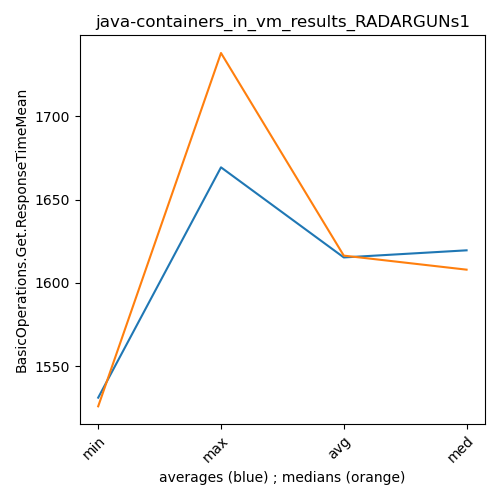 java-containers_in_vm_results_RADARGUNs1
BasicOperations.Get.ResponseTimeMean
1700
1650
1600
1550
min
max
avg
med
averages (blue) ; medians (orange)